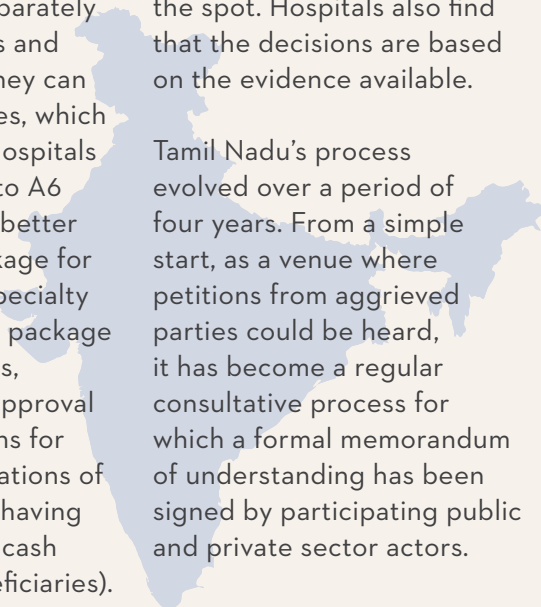 s and
ney can
es, which
ospitals
to A6
better
kage for
pecialty
package
s,
pproval
ns for
ations of
having
cash
eficiaries).
the spot. Hospitals also find
that the decisions are based
on the evidence available.
Tamil Nadu's process
evolved over a period of
four years. From a simple
start, as a venue where
petitions from aggrieved
parties could be heard,
it has become a regular
consultative process for
which a formal memorandum
of understanding has been
signed by participating public
and private sector actors.